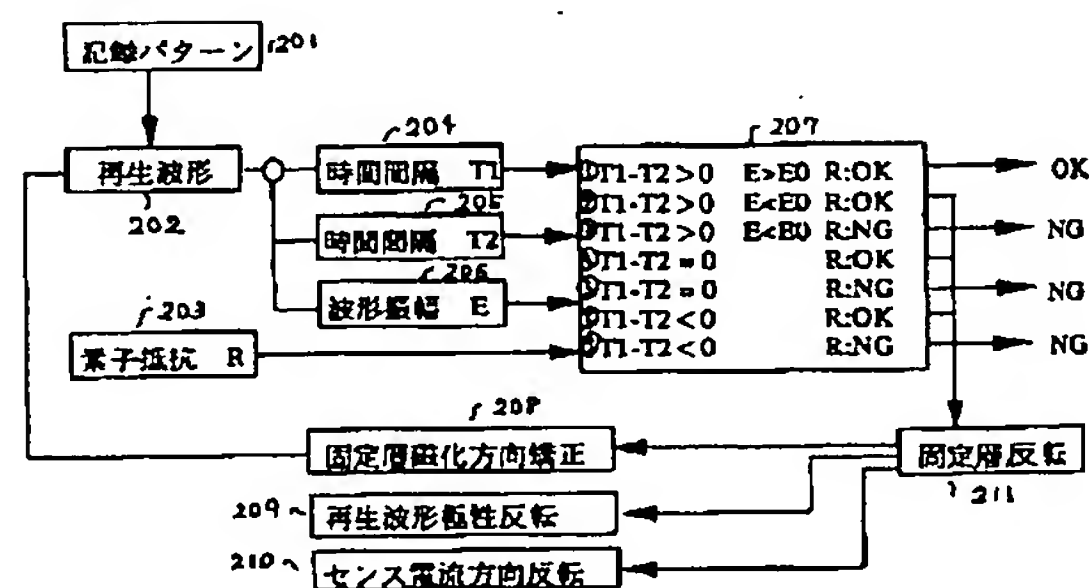 記録パターン 201
再生波形
202
204
時間間隔 T1
205
時間間隔 T2
206
波形振幅 E
203
素子抵抗 R
207
①T1-T2>0 E>E0 R:OK
②T1-T2>0 E<E0 R:OK
③T1-T2>0 E<E0 R:NG
T1-T2=0 R:OK
T1-T2=0 R:NG
T1-T2<0 R:OK
T1-T2<0 R:NG
OK
NG
NG
NG
208
固定層磁化方向矯正
209 再生波形極性反転
210 センス電流方向反転
固定層反転
211